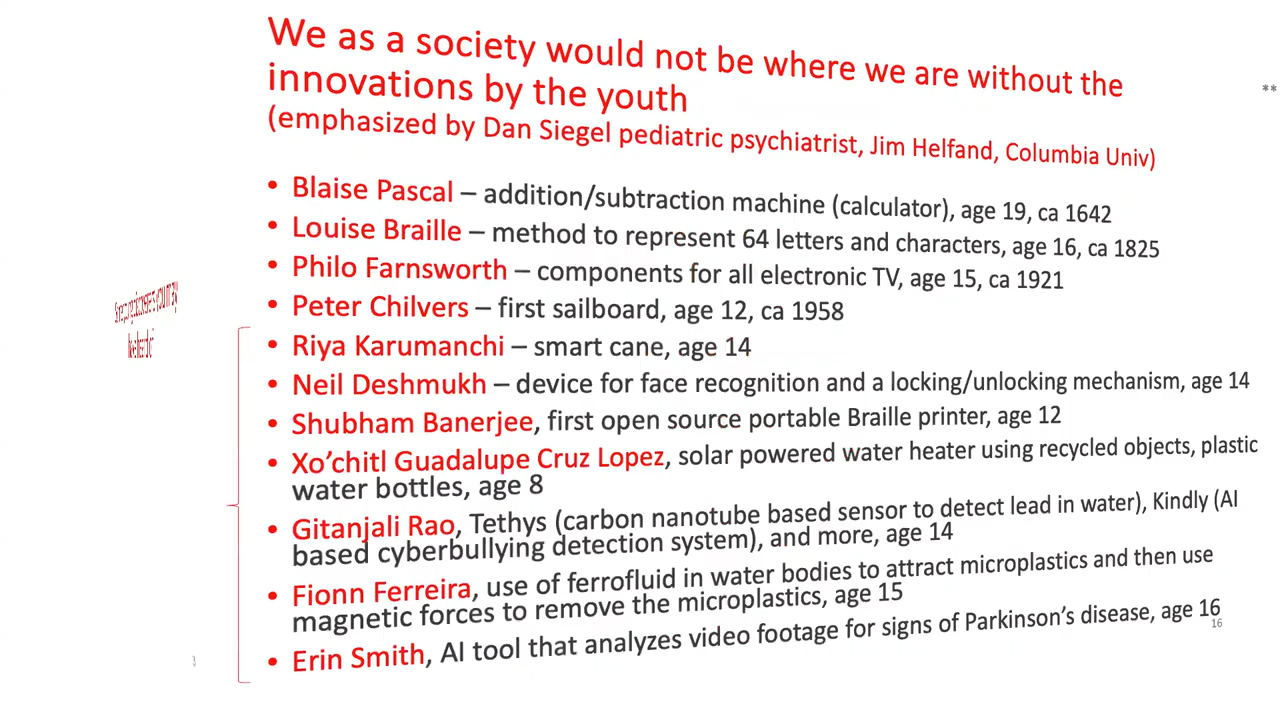 We as a society would not be where we are without the
innovations by the youth
(emphasized by Dan Siegel pediatric psychiatrist, Jim Helfand, Columbia Univ)
**
• Blaise Pascal – addition/subtraction machine (calculator), age 19, ca 1642
• Louise Braille – method to represent 64 letters and characters, age 16, ca 1825
• Philo Farnsworth – components for all electronic TV, age 15, ca 1921
• Peter Chilvers – first sailboard, age 12, ca 1958
• Riya Karumanchi – smart cane, age 14
• Neil Deshmukh – device for face recognition and a locking/unlocking mechanism, age 14
• Shubham Banerjee, first open source portable Braille printer, age 12
• Xo’chitl Guadalupe Cruz Lopez, solar powered water heater using recycled objects, plastic
water bottles, age 8
• Gitanjali Rao, Tethys (carbon nanotube based sensor to detect lead in water), Kindly (AI
based cyberbullying detection system), and more, age 14
• Fionn Ferreira, use of ferrofluid in water bodies to attract microplastics and then use
magnetic forces to remove the microplastics, age 15
• Erin Smith, AI tool that analyzes video footage for signs of Parkinson’s disease, age 16
16